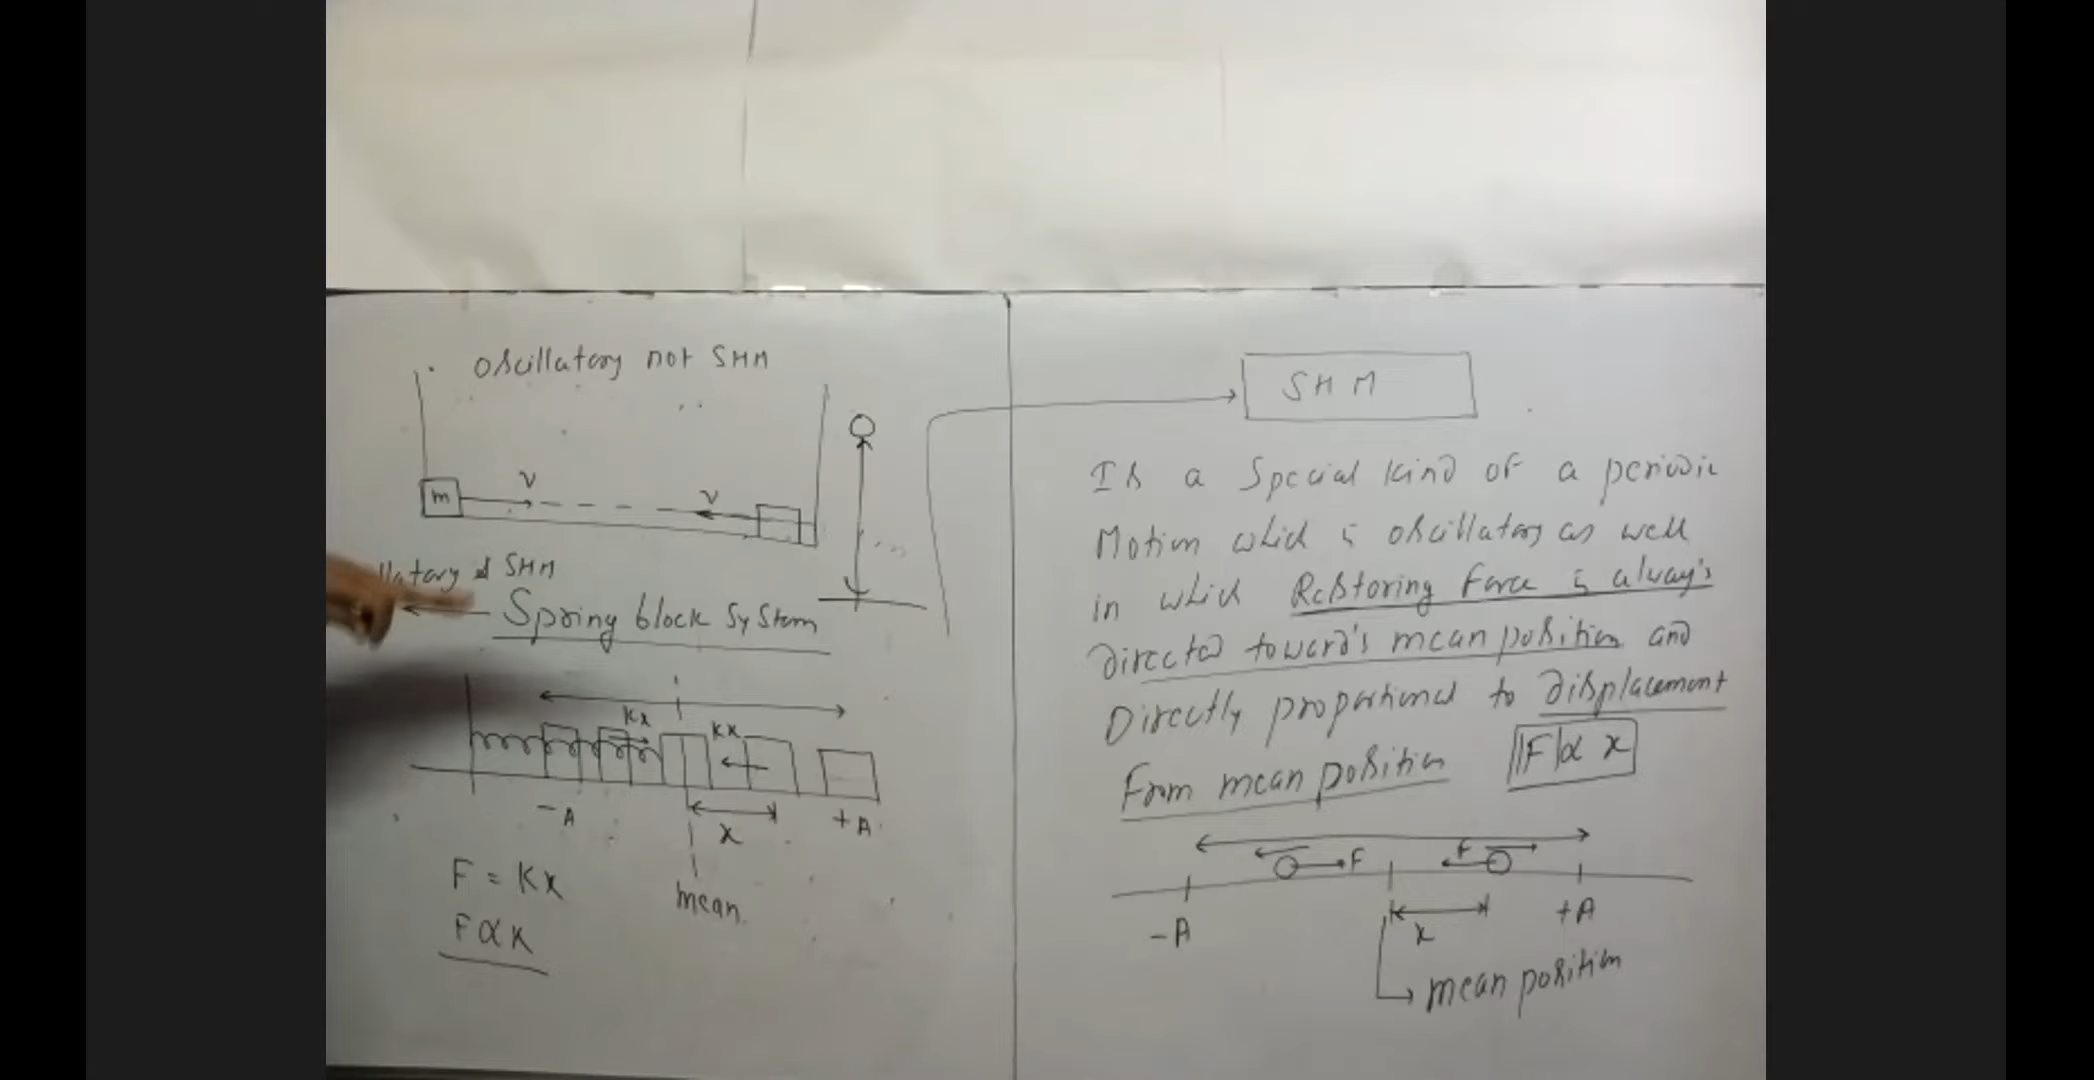 Oscillatory not SHM
m
v
v
llatory & SHM
Spring block System
kx
kx
-A
x
+A
mean
F = kx
F α x
SHM
Is a Special kind of a periodic
Motion which is oscillatory as well
in which Restoring Force is always
directed toward's mean position and
Directly proportional to displacement
From mean position |F| α x
F
F
-A
x
+A
mean position